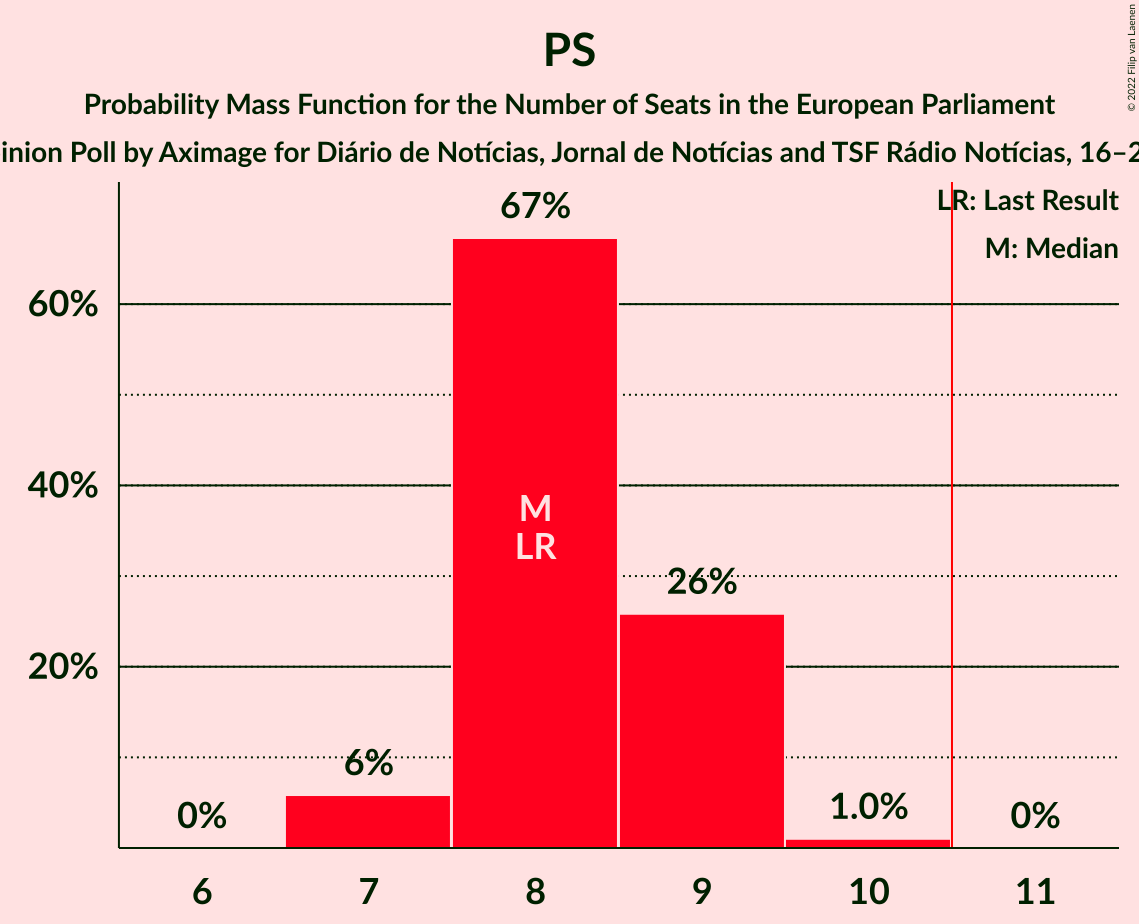 PS
Probability Mass Function for the Number of Seats in the European Parliament
inion Poll by Aximage for Diário de Notícias, Jornal de Notícias and TSF Rádio Notícias, 16–2
© 2022 Filip van Laenen
LR: Last Result
M: Median
67%
60%
40%
M
LR
26%
20%
6%
0%
1.0%
0%
6
7
8
9
10
11